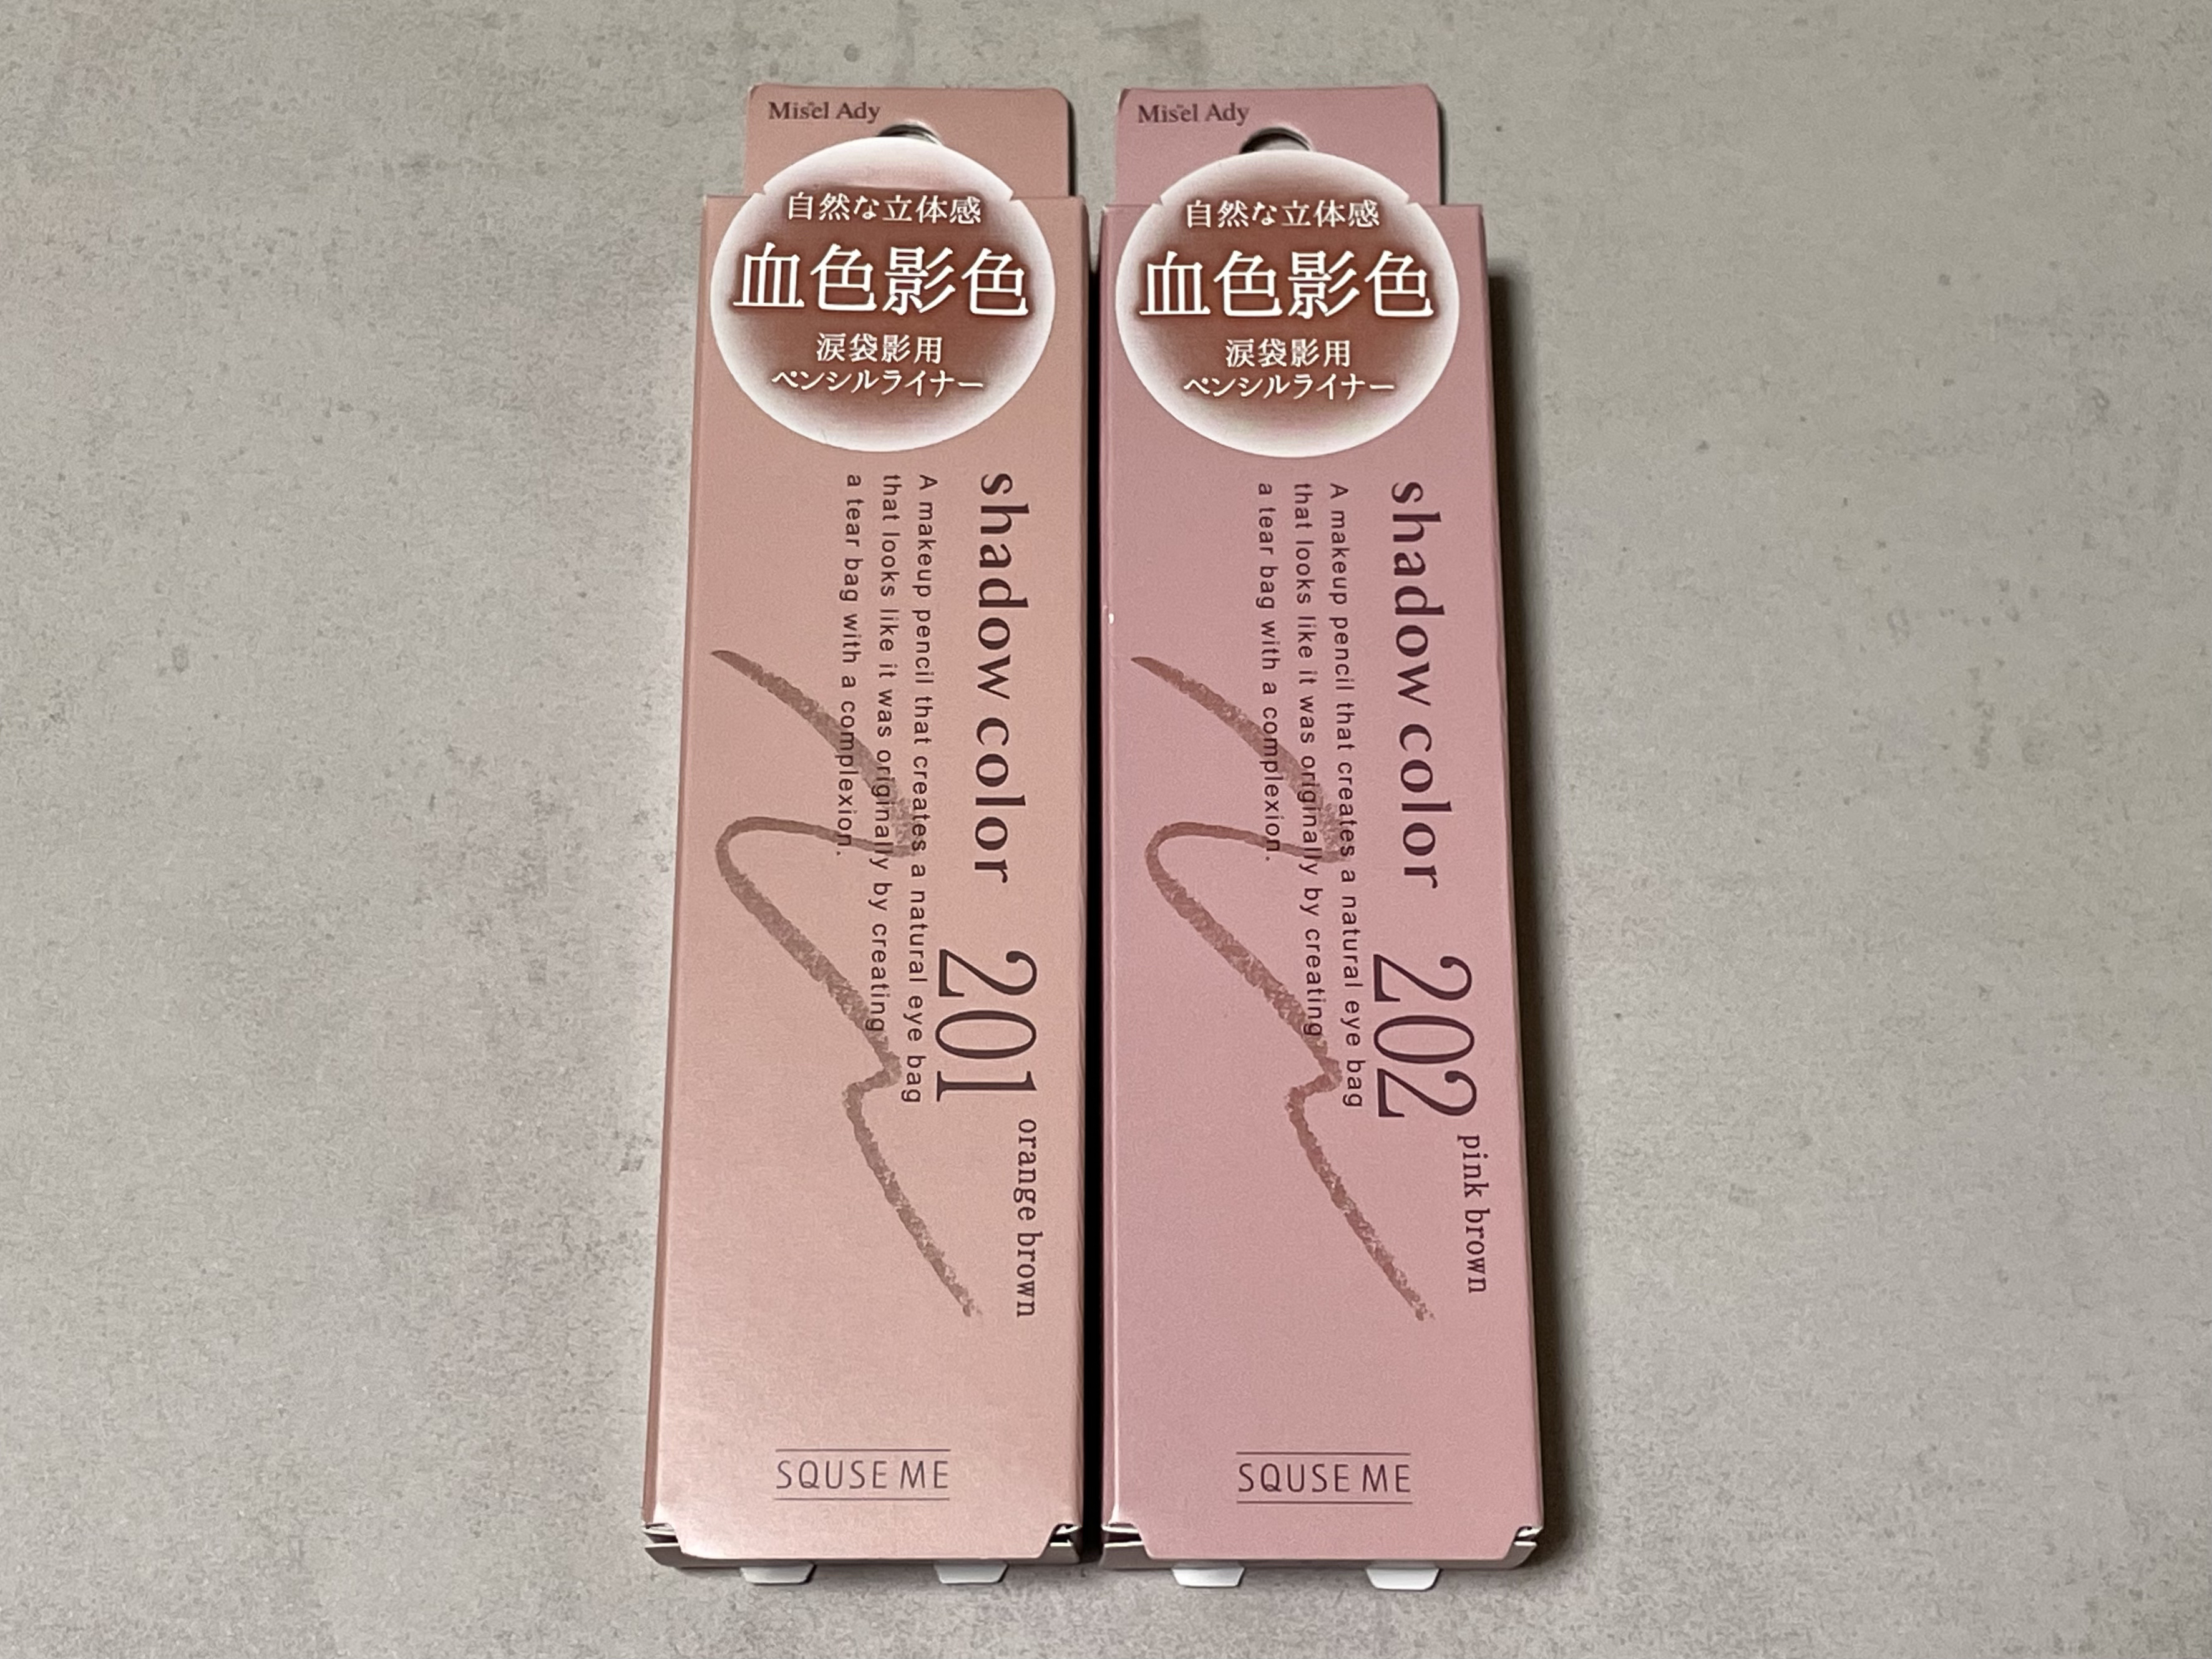 Mis'el Ady
自然な立体感
血色影色
涙袋影用
ペンシルライナー
shadow color 201 orange brown
A makeup pencil that creates a natural eye bag
that looks like it was originally by creating
a tear bag with a complexion.
SQUSE ME
Mis'el Ady
自然な立体感
血色影色
涙袋影用
ペンシルライナー
shadow color 202 pink brown
A makeup pencil that creates a natural eye bag
that looks like it was originally by creating
a tear bag with a complexion.
SQUSE ME